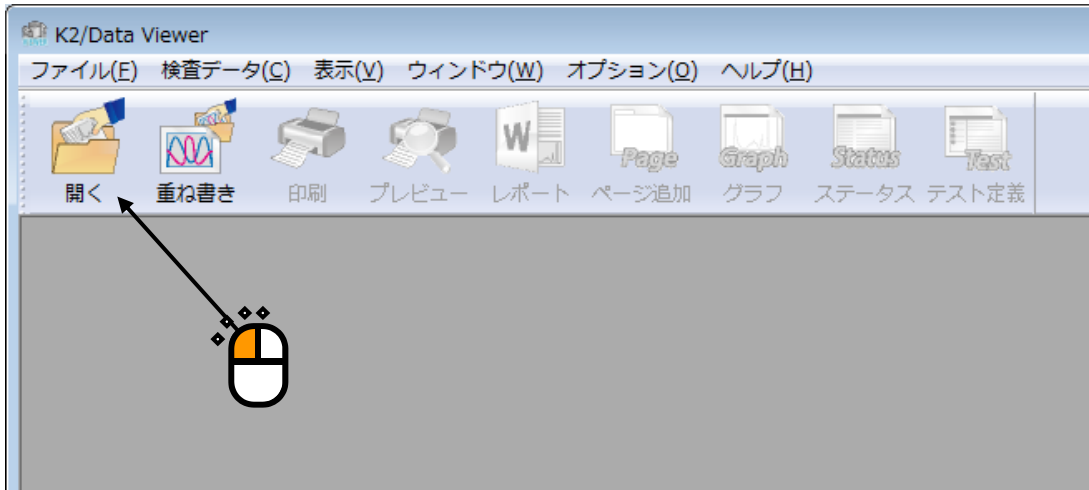 K2/Data Viewer
ファイル(F) 検査データ(C) 表示(V) ウィンドウ(W) オプション(O) ヘルプ(H)
W Page Graph Status Test
開く 重ね書き 印刷 プレビュー レポート ページ追加 グラフ ステータス テスト定義